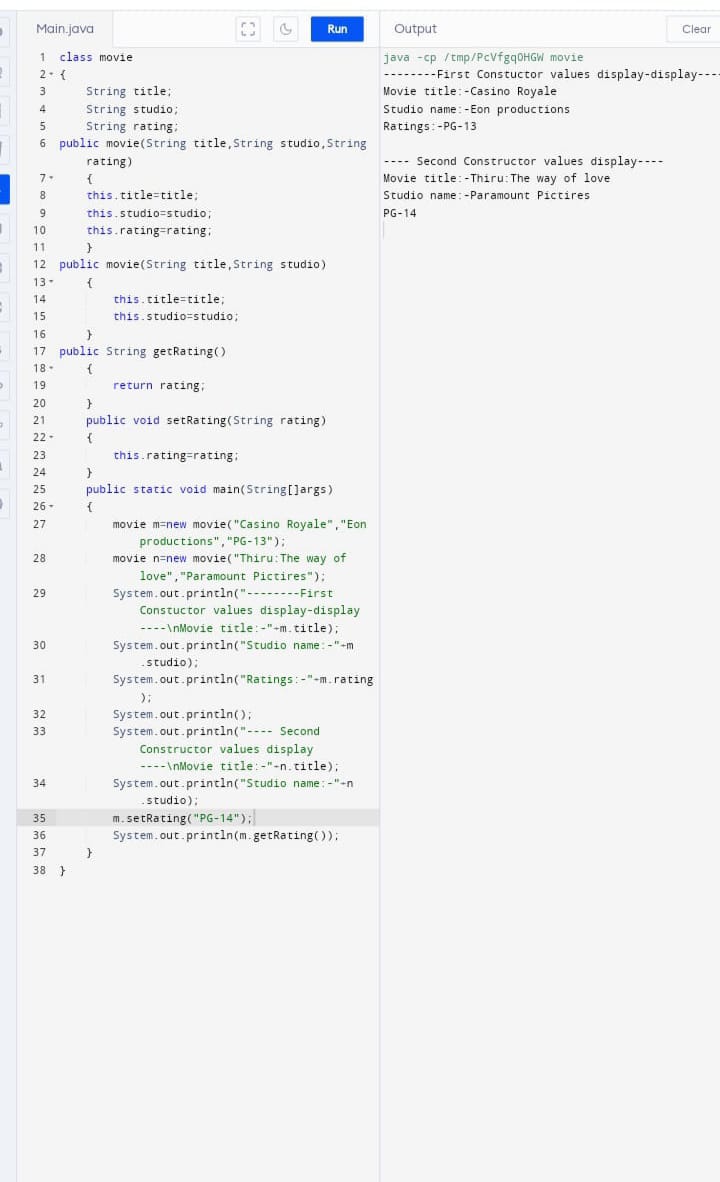 Main.java
Run
Output
Clear
1 class movie
2 {
3 String title;
4 String studio;
5 String rating;
6 public movie(String title,String studio,String
rating)
7 {
8 this.title=title;
9 this.studio=studio;
10 this.rating=rating;
11 }
12 public movie(String title,String studio)
13 {
14 this.title=title;
15 this.studio=studio;
16 }
17 public String getRating()
18 {
19 return rating;
20 }
21 public void setRating(String rating)
22 {
23 this.rating=rating;
24 }
25 public static void main(String[]args)
26 {
27 movie m=new movie("Casino Royale","Eon
productions","PG-13");
28 movie n=new movie("Thiru:The way of
love","Paramount Pictires");
29 System.out.println("--------First
Constuctor values display-display
----\nMovie title:-"+m.title);
30 System.out.println("Studio name:-"+m
.studio);
31 System.out.println("Ratings:-"+m.rating
);
32 System.out.println();
33 System.out.println("---- Second
Constructor values display
----\nMovie title:-"+n.title);
34 System.out.println("Studio name:-"+n
.studio);
35 m.setRating("PG-14");
36 System.out.println(m.getRating());
37 }
38 }
java -cp /tmp/PcVfgqOHGW movie
--------First Constuctor values display-display----
Movie title:-Casino Royale
Studio name:-Eon productions
Ratings:-PG-13
---- Second Constructor values display----
Movie title:-Thiru:The way of love
Studio name:-Paramount Pictires
PG-14